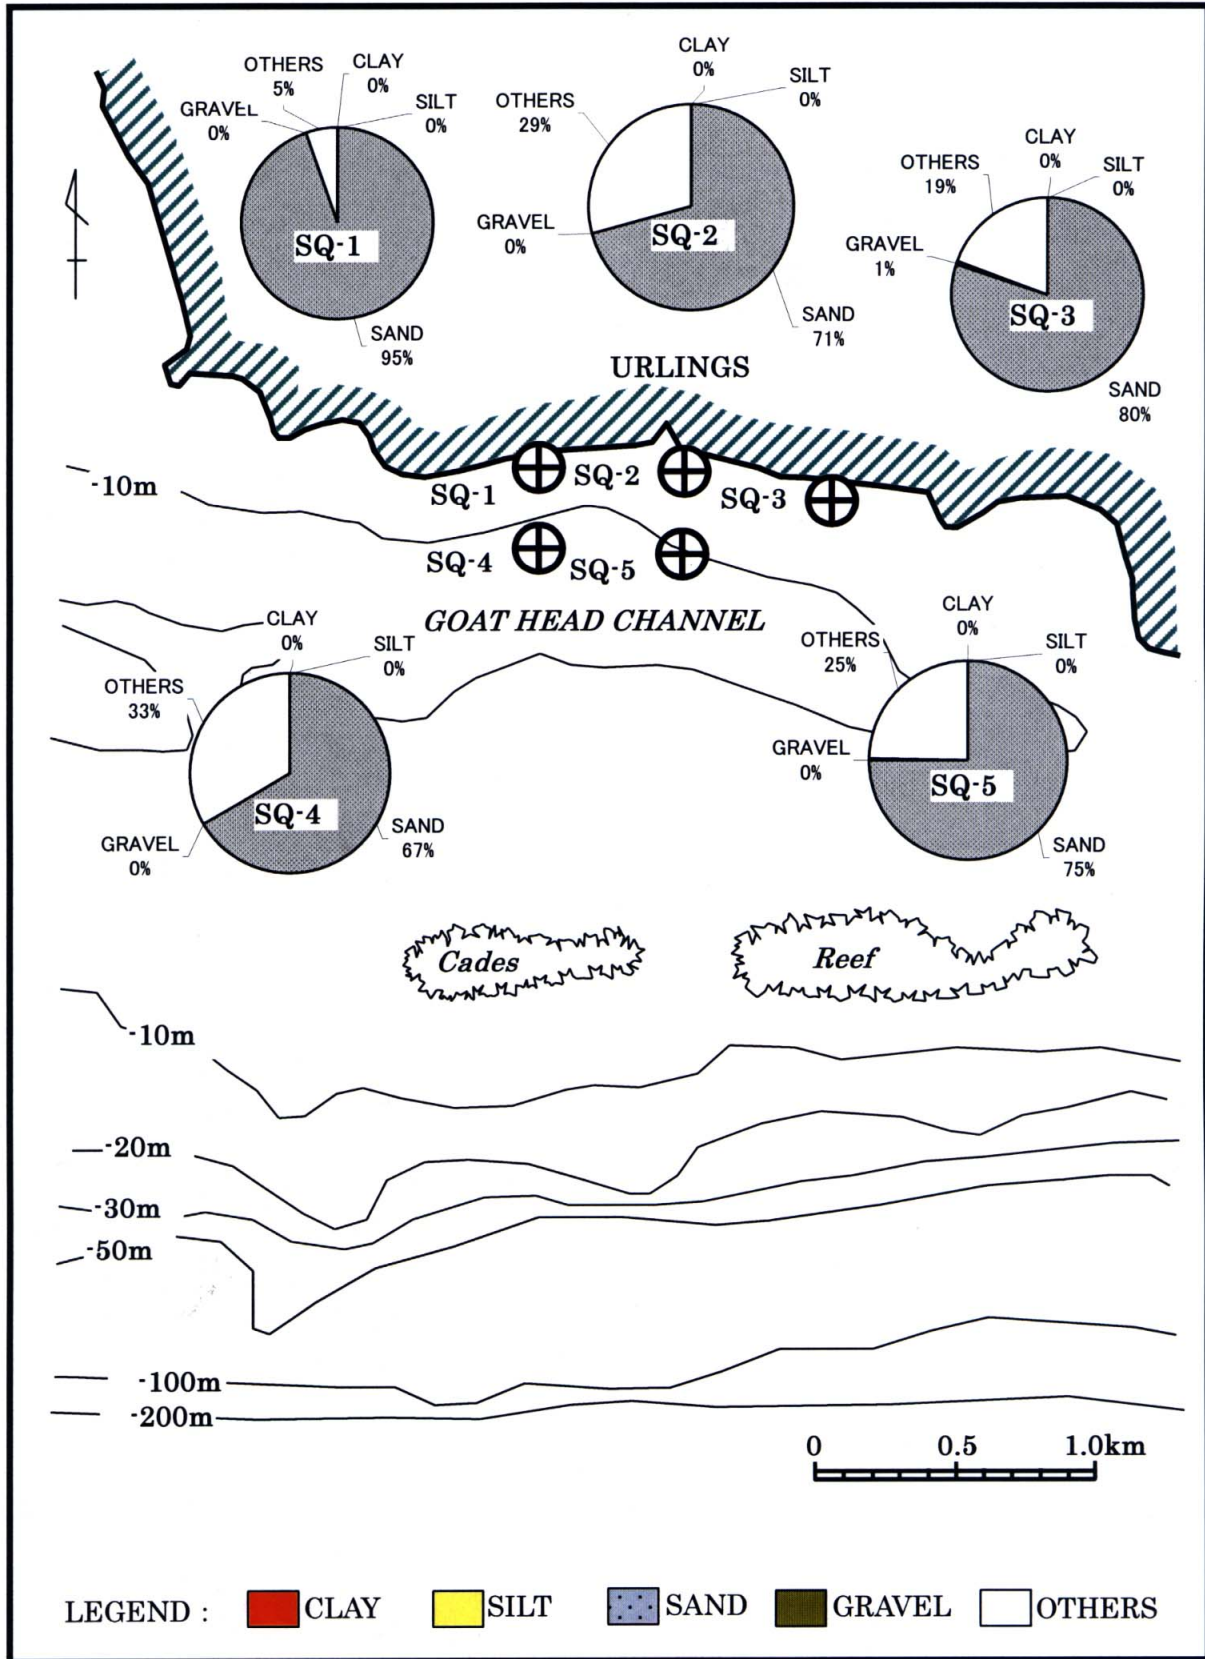 OTHERS
5%
CLAY
0%
GRAVEL
0%
SILT
0%
SQ-1
SAND
95%
CLAY
0%
OTHERS
29%
SILT
0%
GRAVEL
0%
SQ-2
SAND
71%
CLAY
0%
OTHERS
19%
SILT
0%
GRAVEL
1%
SQ-3
SAND
80%
URLINGS
-10m
SQ-1
SQ-2
SQ-3
SQ-4
SQ-5
GOAT HEAD CHANNEL
CLAY
0%
SILT
0%
OTHERS
33%
SQ-4
GRAVEL
0%
SAND
67%
CLAY
0%
OTHERS
25%
SILT
0%
GRAVEL
0%
SQ-5
SAND
75%
Cades
Reef
-10m
-20m
-30m
-50m
-100m
-200m
0 0.5 1.0km
LEGEND : CLAY SILT SAND GRAVEL OTHERS